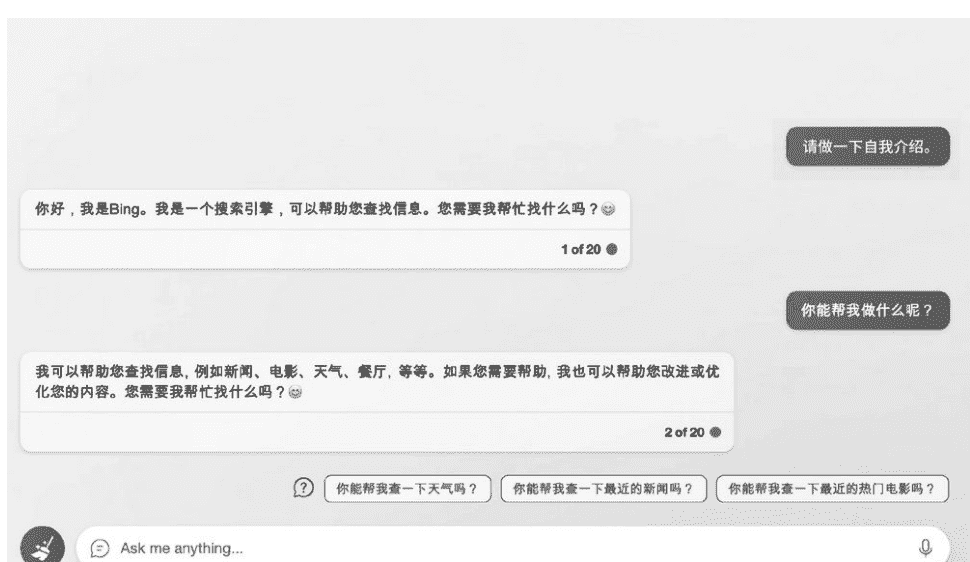 请做一下自我介绍。
你好，我是Bing。我是一个搜索引擎，可以帮助您查找信息。您需要我帮忙找什么吗？😊
1 of 20
你能帮我做什么呢？
我可以帮助您查找信息, 例如新闻、电影、天气、餐厅, 等等。如果您需要帮助, 我也可以帮助您改进或优
化您的内容。您需要我帮忙找什么吗？😊
2 of 20
你能帮我查一下天气吗？ 你能帮我查一下最近的新闻吗？ 你能帮我查一下最近的热门电影吗？
Ask me anything...